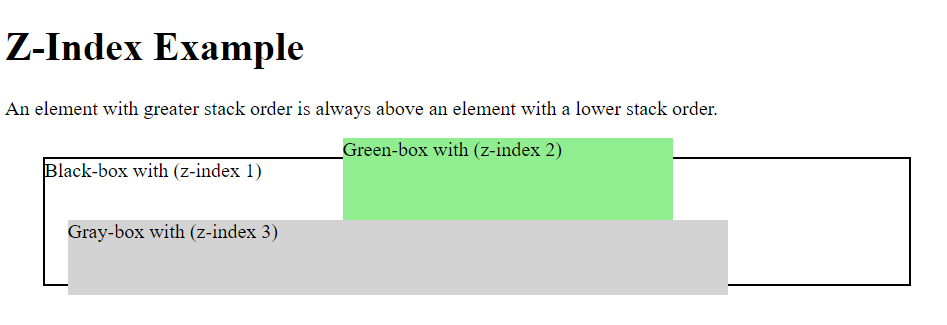 Z-Index Example
An element with greater stack order is always above an element with a lower stack order.
Green-box with (z-index 2)
Black-box with (z-index 1)
Gray-box with (z-index 3)